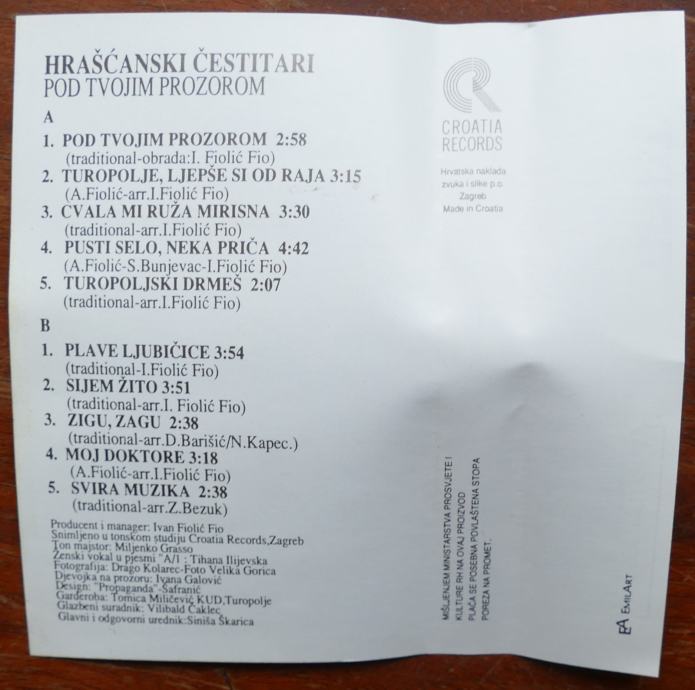 HRAŠĆANSKI ČESTITARI
POD TVOJIM PROZOROM
A
1. POD TVOJIM PROZOROM 2:58
(traditional-obrada:I. Fiolić Fio)
2. TUROPOLJE, LJEPŠE SI OD RAJA 3:15
(A.Fiolić-arr.I.Fiolić Fio)
3. CVALA MI RUŽA MIRISNA 3:30
(traditional-arr.I.Fiolić Fio)
4. PUSTI SELO, NEKA PRIČA 4:42
(A.Fiolić-S.Bunjevac-I.Fiolić Fio)
5. TUROPOLJSKI DRMEŠ 2:07
(traditional-arr.I.Fiolić Fio)
B
1. PLAVE LJUBIČICE 3:54
(traditional-I.Fiolić Fio)
2. SIJEM ŽITO 3:51
(traditional-arr.I. Fiolić Fio)
3. ZIGU, ZAGU 2:38
(traditional-arr.D.Barišić/N.Kapec.)
4. MOJ DOKTORE 3:18
(A.Fiolić-arr.I.Fiolić Fio)
5. SVIRA MUZIKA 2:38
(traditional-arr.Z.Bezuk)
Producent i manager: Ivan Fiolić Fio
Snimljeno u tonskom studiju Croatia Records,Zagreb
Ton majstor: Miljenko Grasso
Ženski vokal u pjesmi "A/1 : Tihana Ilijevska
Fotografija: Drago Kolarec-Foto Velika Gorica
Djevojka na prozoru: Ivana Galović
Design: "Propaganda"-Šafranić
Garderoba: Tomica Miličević KUD,Turopolje
Glazbeni suradnik: Vilibald Čaklec
Glavni i odgovorni urednik:Siniša Škarica
CROATIA
RECORDS
Hrvatska naklada
zvuka i slike p.o.
Zagreb
Made in Croatia
MIŠLJENJEM MINISTARSTVA PROSVJETE I
KULTURE RH NA OVAJ PROIZVOD
PLAĆA SE POSEBNA POVLAŠTENA STOPA
POREZA NA PROMET.
EA EMILART